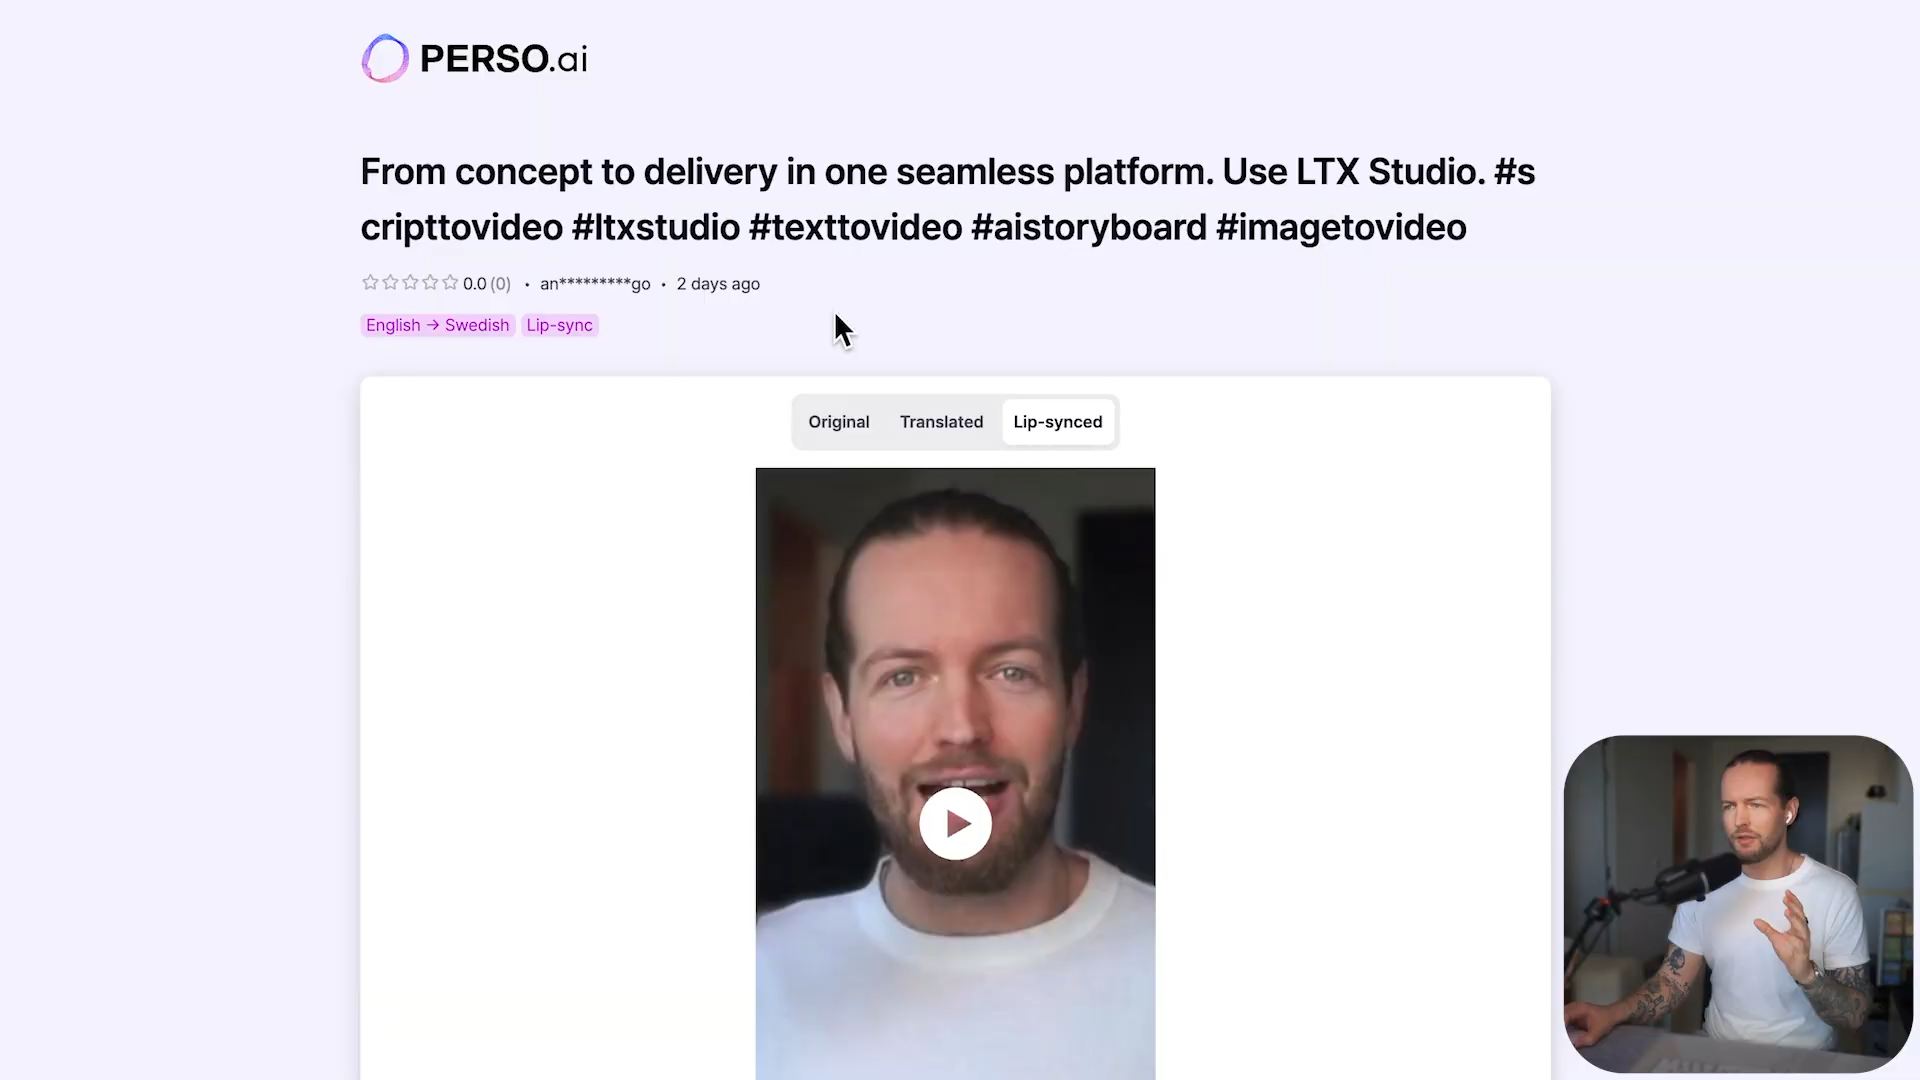 PERSO.ai
From concept to delivery in one seamless platform. Use LTX Studio. #s
cripttovideo #ltxstudio #texttovideo #aistoryboard #imagetovideo
0.0 (0) • an*********go • 2 days ago
English → Swedish Lip-sync
Original Translated Lip-synced